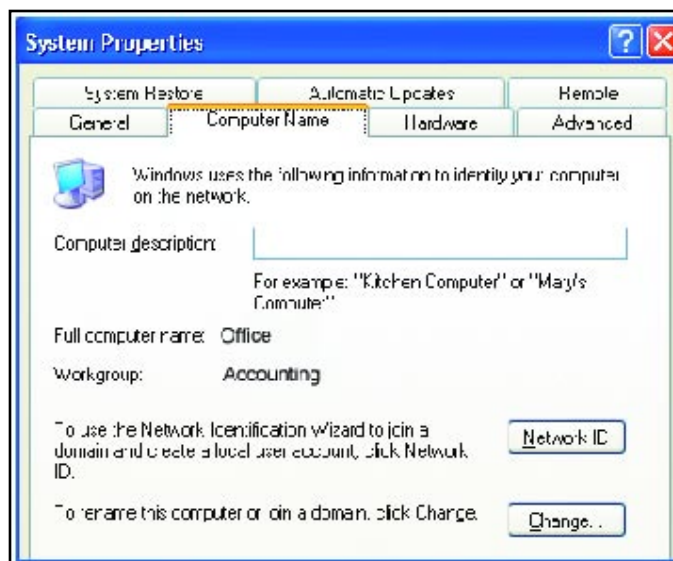 System Properties
System Restore Automatic Updates Remote
General Computer Name Hardware Advanced
Windows uses the following information to identify your computer
on the network.
Computer description:
For example: "Kitchen Computer" or "Mary's
Computer"
Full computer name: Office
Workgroup: Accounting
To use the Network Identification Wizard to join a
domain and create a local user account, click Network
ID.
Network ID
To rename this computer or join a domain, click Change.
Change...